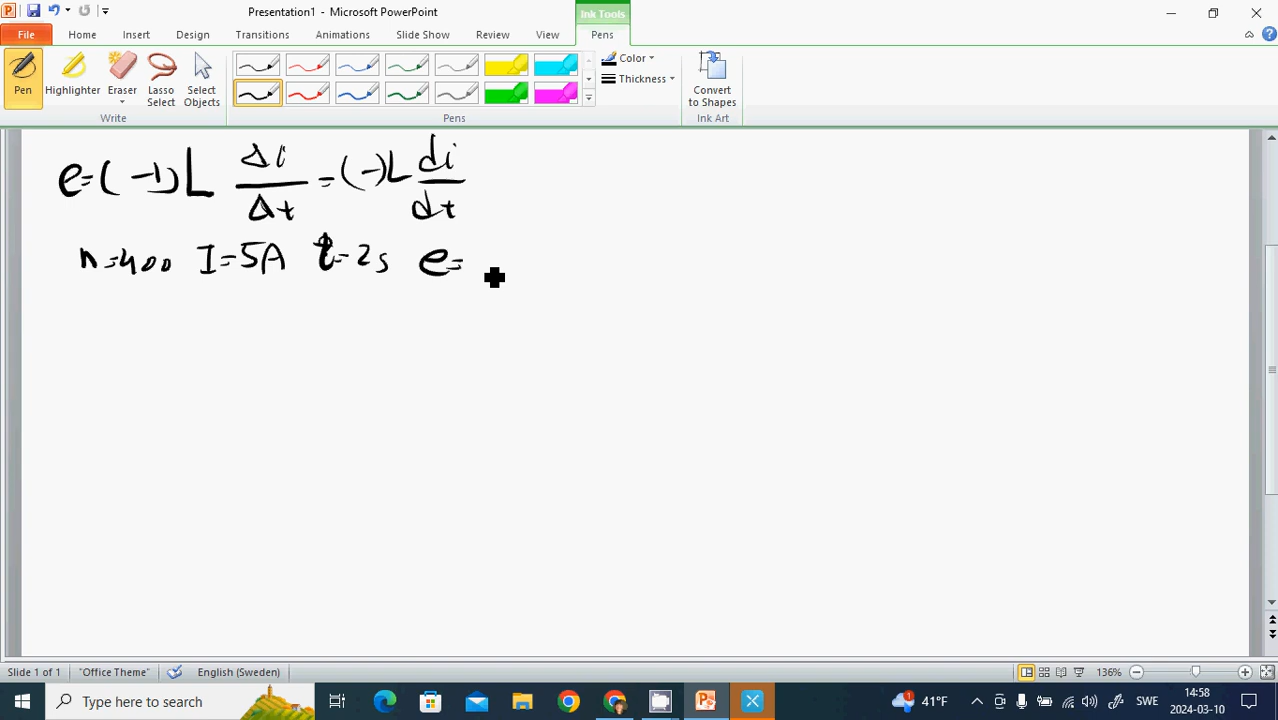 Presentation1 - Microsoft PowerPoint
Ink Tools
File Home Insert Design Transitions Animations Slide Show Review View Pens
Pen Highlighter Eraser Lasso Select Select Objects
Color Thickness
Convert to Shapes
Write Pens Ink Art
e=(-1)L Δi/Δt =(-)L di/dt
n=400 I=5A t=2s e=
Slide 1 of 1 "Office Theme" English (Sweden) 136%
Type here to search 41°F SWE 14:58
2024-03-10